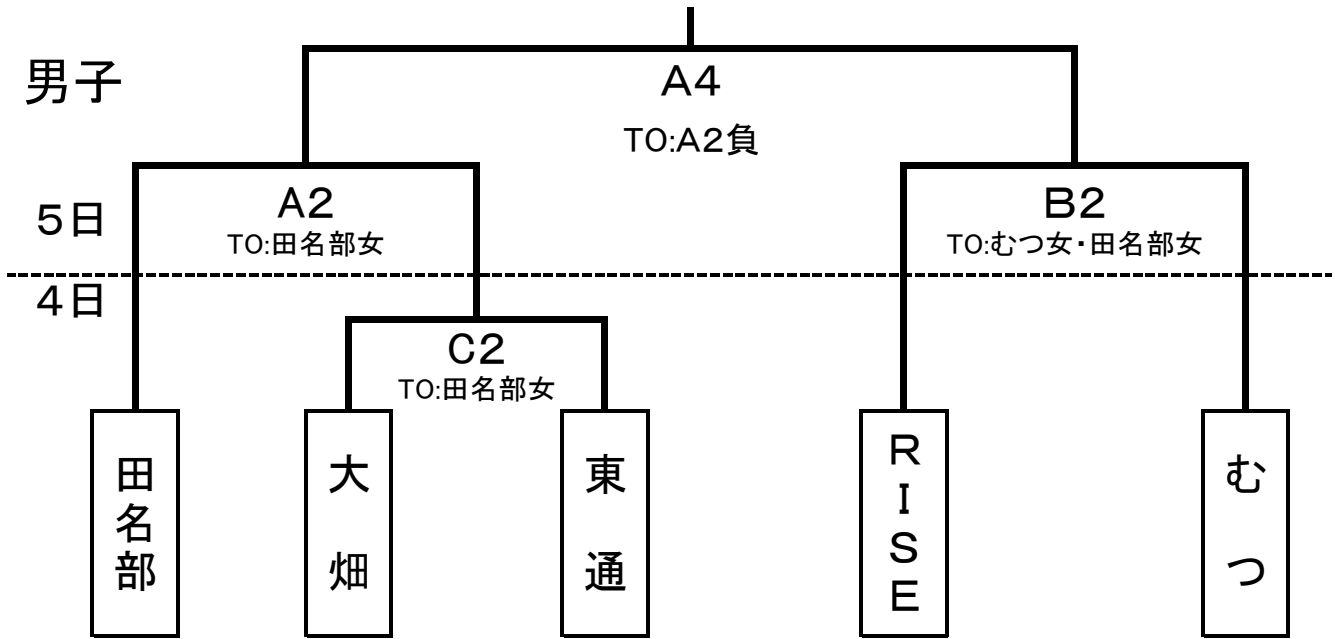 男子
A4
TO:A2負
5日
A2
TO:田名部女
B2
TO:むつ女・田名部女
4日
C2
TO:田名部女
田名部
大畑
東通
RISE
むつ